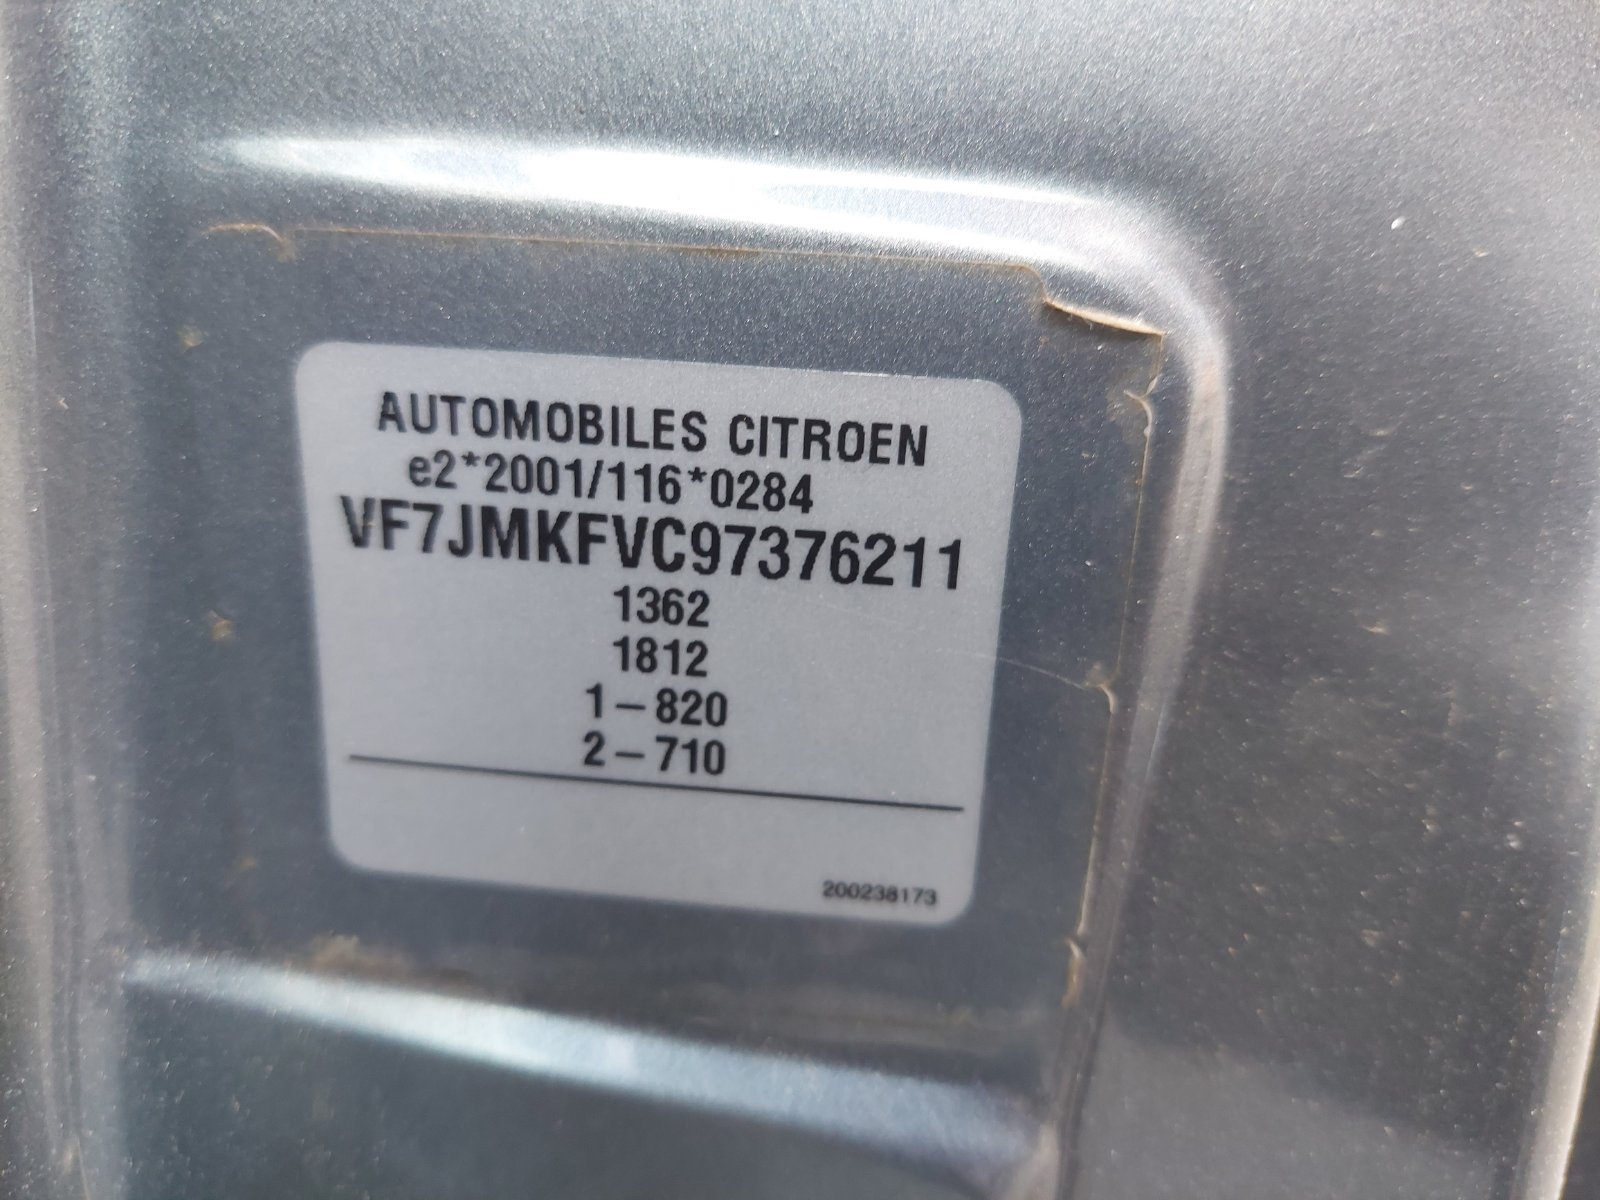 AUTOMOBILES CITROEN
e2*2001/116*0284
VF7JMKFVC97376211
1362
1812
1–820
2–710
200238173